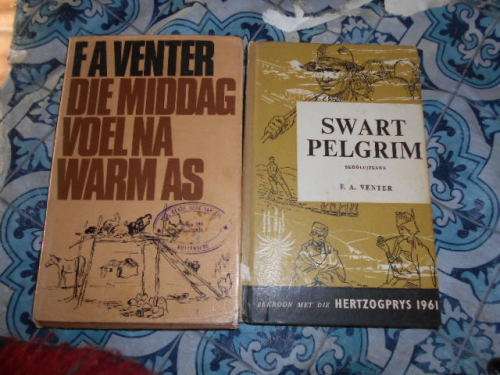 F A VENTER
DIE MIDDAG
VOEL NA
WARM AS
SWART
PELGRIM
SKOOLUITGAWE
F. A. VENTER
BEKROON MET DIE HERTZOGPRYS 1961